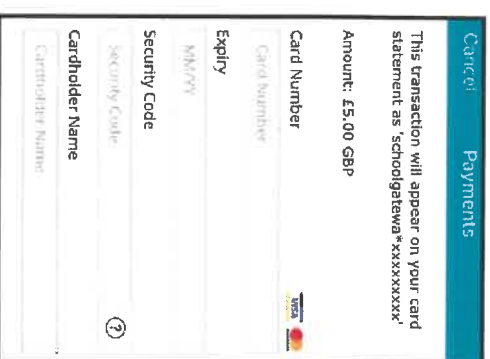 Cancel Payments
This transaction will appear on your card
statement as 'schoolgatewa*xxxxxxxxx'
Amount: £5.00 GBP
Card Number
Card Number
VISA
Expiry
MM/YY
Security Code
Security Code
?
Cardholder Name
Cardholder Name